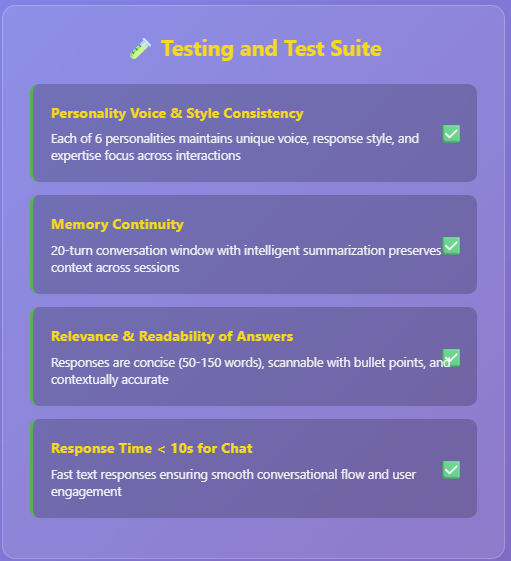 Testing and Test Suite
Personality Voice & Style Consistency
Each of 6 personalities maintains unique voice, response style, and
expertise focus across interactions
Memory Continuity
20-turn conversation window with intelligent summarization preserves
context across sessions
Relevance & Readability of Answers
Responses are concise (50-150 words), scannable with bullet points, and
contextually accurate
Response Time < 10s for Chat
Fast text responses ensuring smooth conversational flow and user
engagement